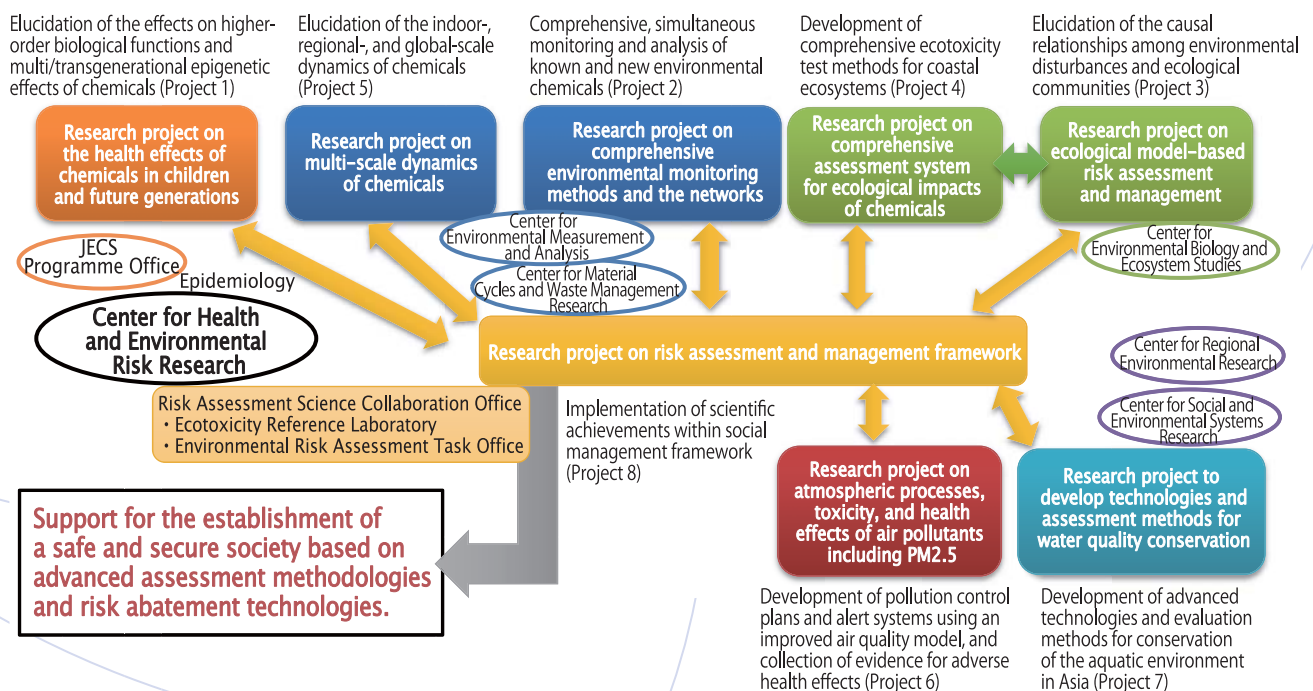 Elucidation of the effects on higher-
order biological functions and
multi/transgenerational epigenetic
effects of chemicals (Project 1)
Elucidation of the indoor-,
regional-, and global-scale
dynamics of chemicals
(Project 5)
Comprehensive, simultaneous
monitoring and analysis of
known and new environmental
chemicals (Project 2)
Development of
comprehensive ecotoxicity
test methods for coastal
ecosystems (Project 4)
Elucidation of the causal
relationships among environmental
disturbances and ecological
communities (Project 3)
Research project on
the health effects of
chemicals in children
and future generations
Research project on
multi-scale dynamics
of chemicals
Research project on
comprehensive
environmental monitoring
methods and the networks
Research project on
comprehensive
assessment system
for ecological impacts
of chemicals
Research project on
ecological model-based
risk assessment
and management
JECS
Programme Office
Epidemiology
Center for
Environmental Measurement
and Analysis
Center for Material
Cycles and Waste Management
Research
Center for
Environmental Biology and
Ecosystem Studies
Center for Health
and Environmental
Risk Research
Research project on risk assessment and management framework
Center for Regional
Environmental Research
Center for Social and
Environmental Systems
Research
Risk Assessment Science Collaboration Office
・Ecotoxicity Reference Laboratory
・Environmental Risk Assessment Task Office
Implementation of scientific
achievements within social
management framework
(Project 8)
Support for the establishment of
a safe and secure society based on
advanced assessment methodologies
and risk abatement technologies.
Research project on
atmospheric processes,
toxicity, and health
effects of air pollutants
including PM2.5
Research project to
develop technologies and
assessment methods for
water quality conservation
Development of pollution control
plans and alert systems using an
improved air quality model, and
collection of evidence for adverse
health effects (Project 6)
Development of advanced
technologies and evaluation
methods for conservation
of the aquatic environment
in Asia (Project 7)